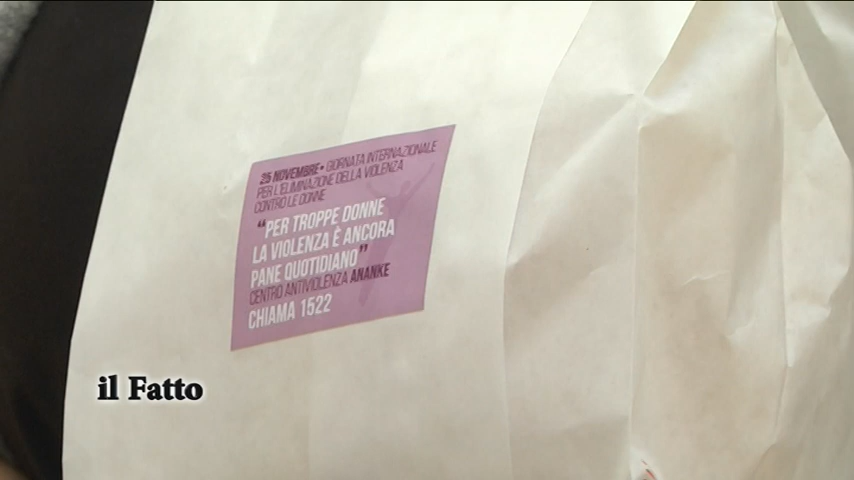 25 NOVEMBRE • GIORNATA INTERNAZIONALE
PER L'ELIMINAZIONE DELLA VIOLENZA
CONTRO LE DONNE
“PER TROPPE DONNE
LA VIOLENZA È ANCORA
PANE QUOTIDIANO”
CENTRO ANTIVIOLENZA ANANKE
CHIAMA 1522
il Fatto